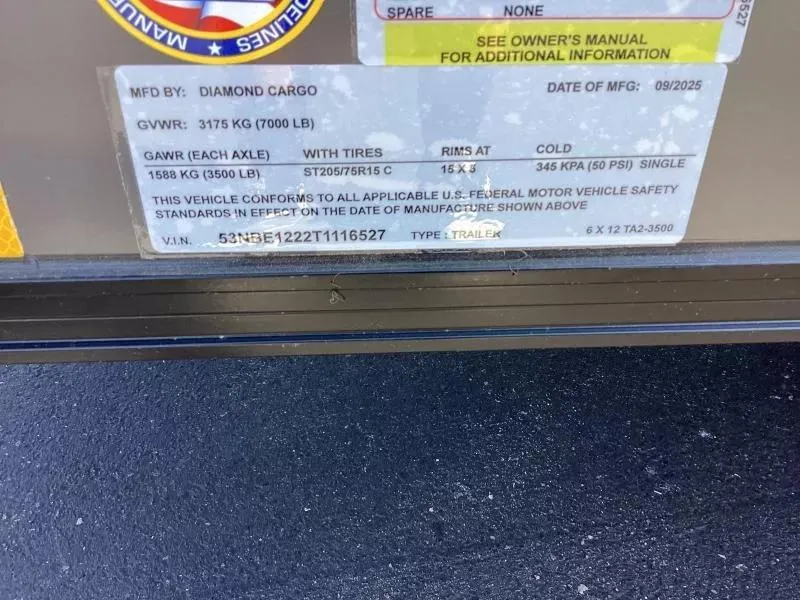 DELINES
MANU
SPARE NONE
SEE OWNER'S MANUAL
FOR ADDITIONAL INFORMATION
6527
MFD BY: DIAMOND CARGO DATE OF MFG: 09/2025
GVWR: 3175 KG (7000 LB)
GAWR (EACH AXLE) WITH TIRES RIMS AT COLD
1588 KG (3500 LB) ST205/75R15 C 15 X 5 345 KPA (50 PSI) SINGLE
THIS VEHICLE CONFORMS TO ALL APPLICABLE U.S. FEDERAL MOTOR VEHICLE SAFETY
STANDARDS IN EFFECT ON THE DATE OF MANUFACTURE SHOWN ABOVE
V.I.N. 53NBE1222T1116527 TYPE : TRAILER 6 X 12 TA2-3500